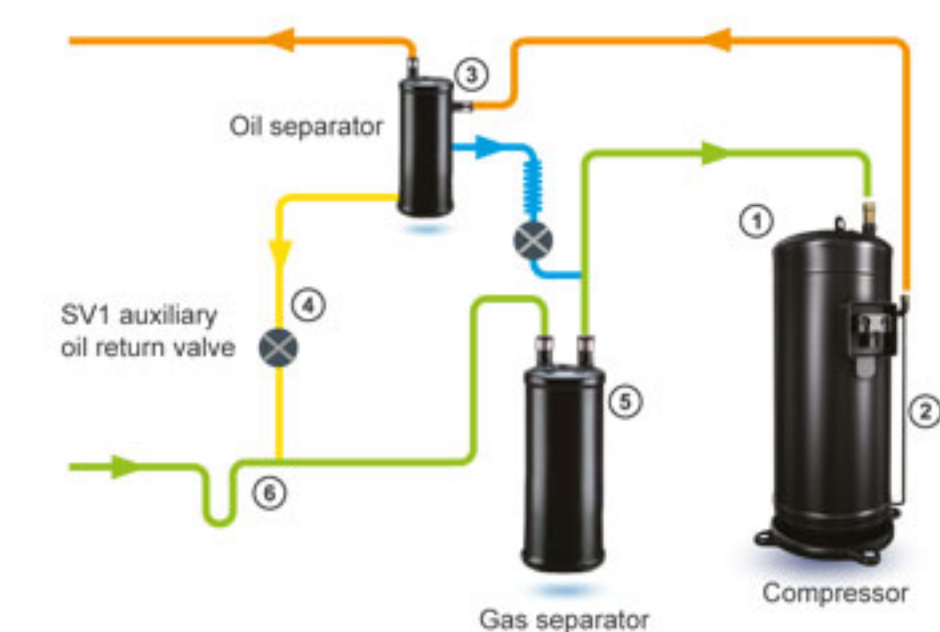 3
Oil separator
1
4
SV1 auxiliary
oil return valve
5
2
6
Compressor
Gas separator